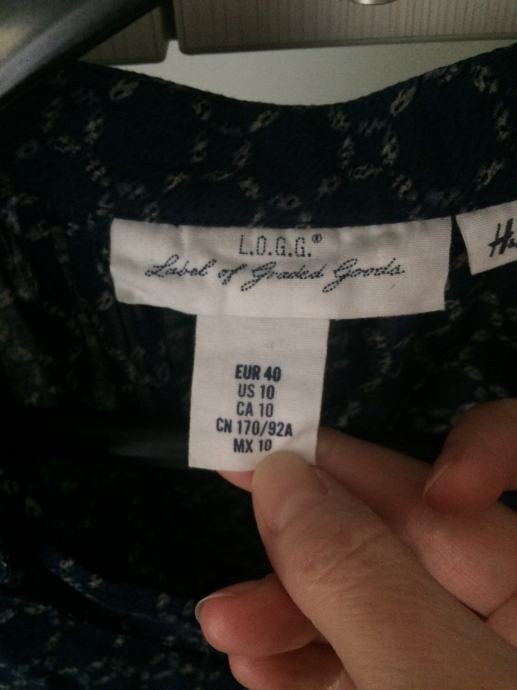 L.O.G.G.®
Label of Graded Goods
EUR 40
US 10
CA 10
CN 170/92A
MX 10